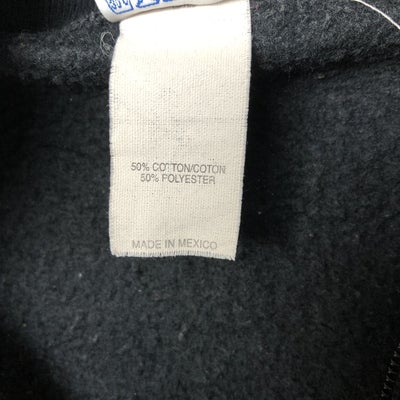 50% COTTON/COTON
50% POLYESTER
MADE IN MEXICO